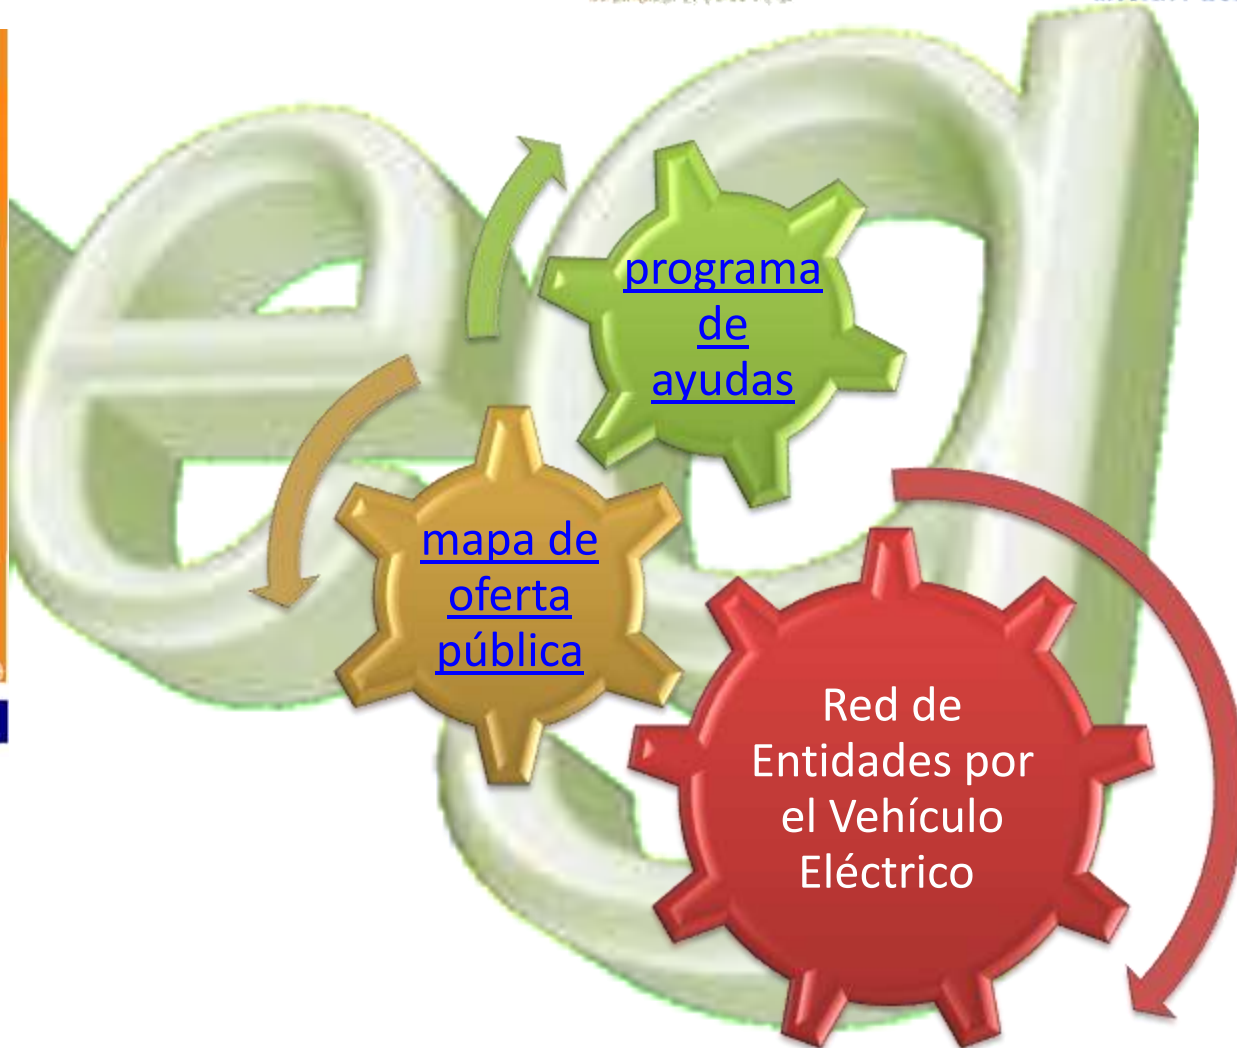 programa
de
ayudas
mapa de
oferta
pública
Red de
Entidades por
el Vehículo
Eléctrico